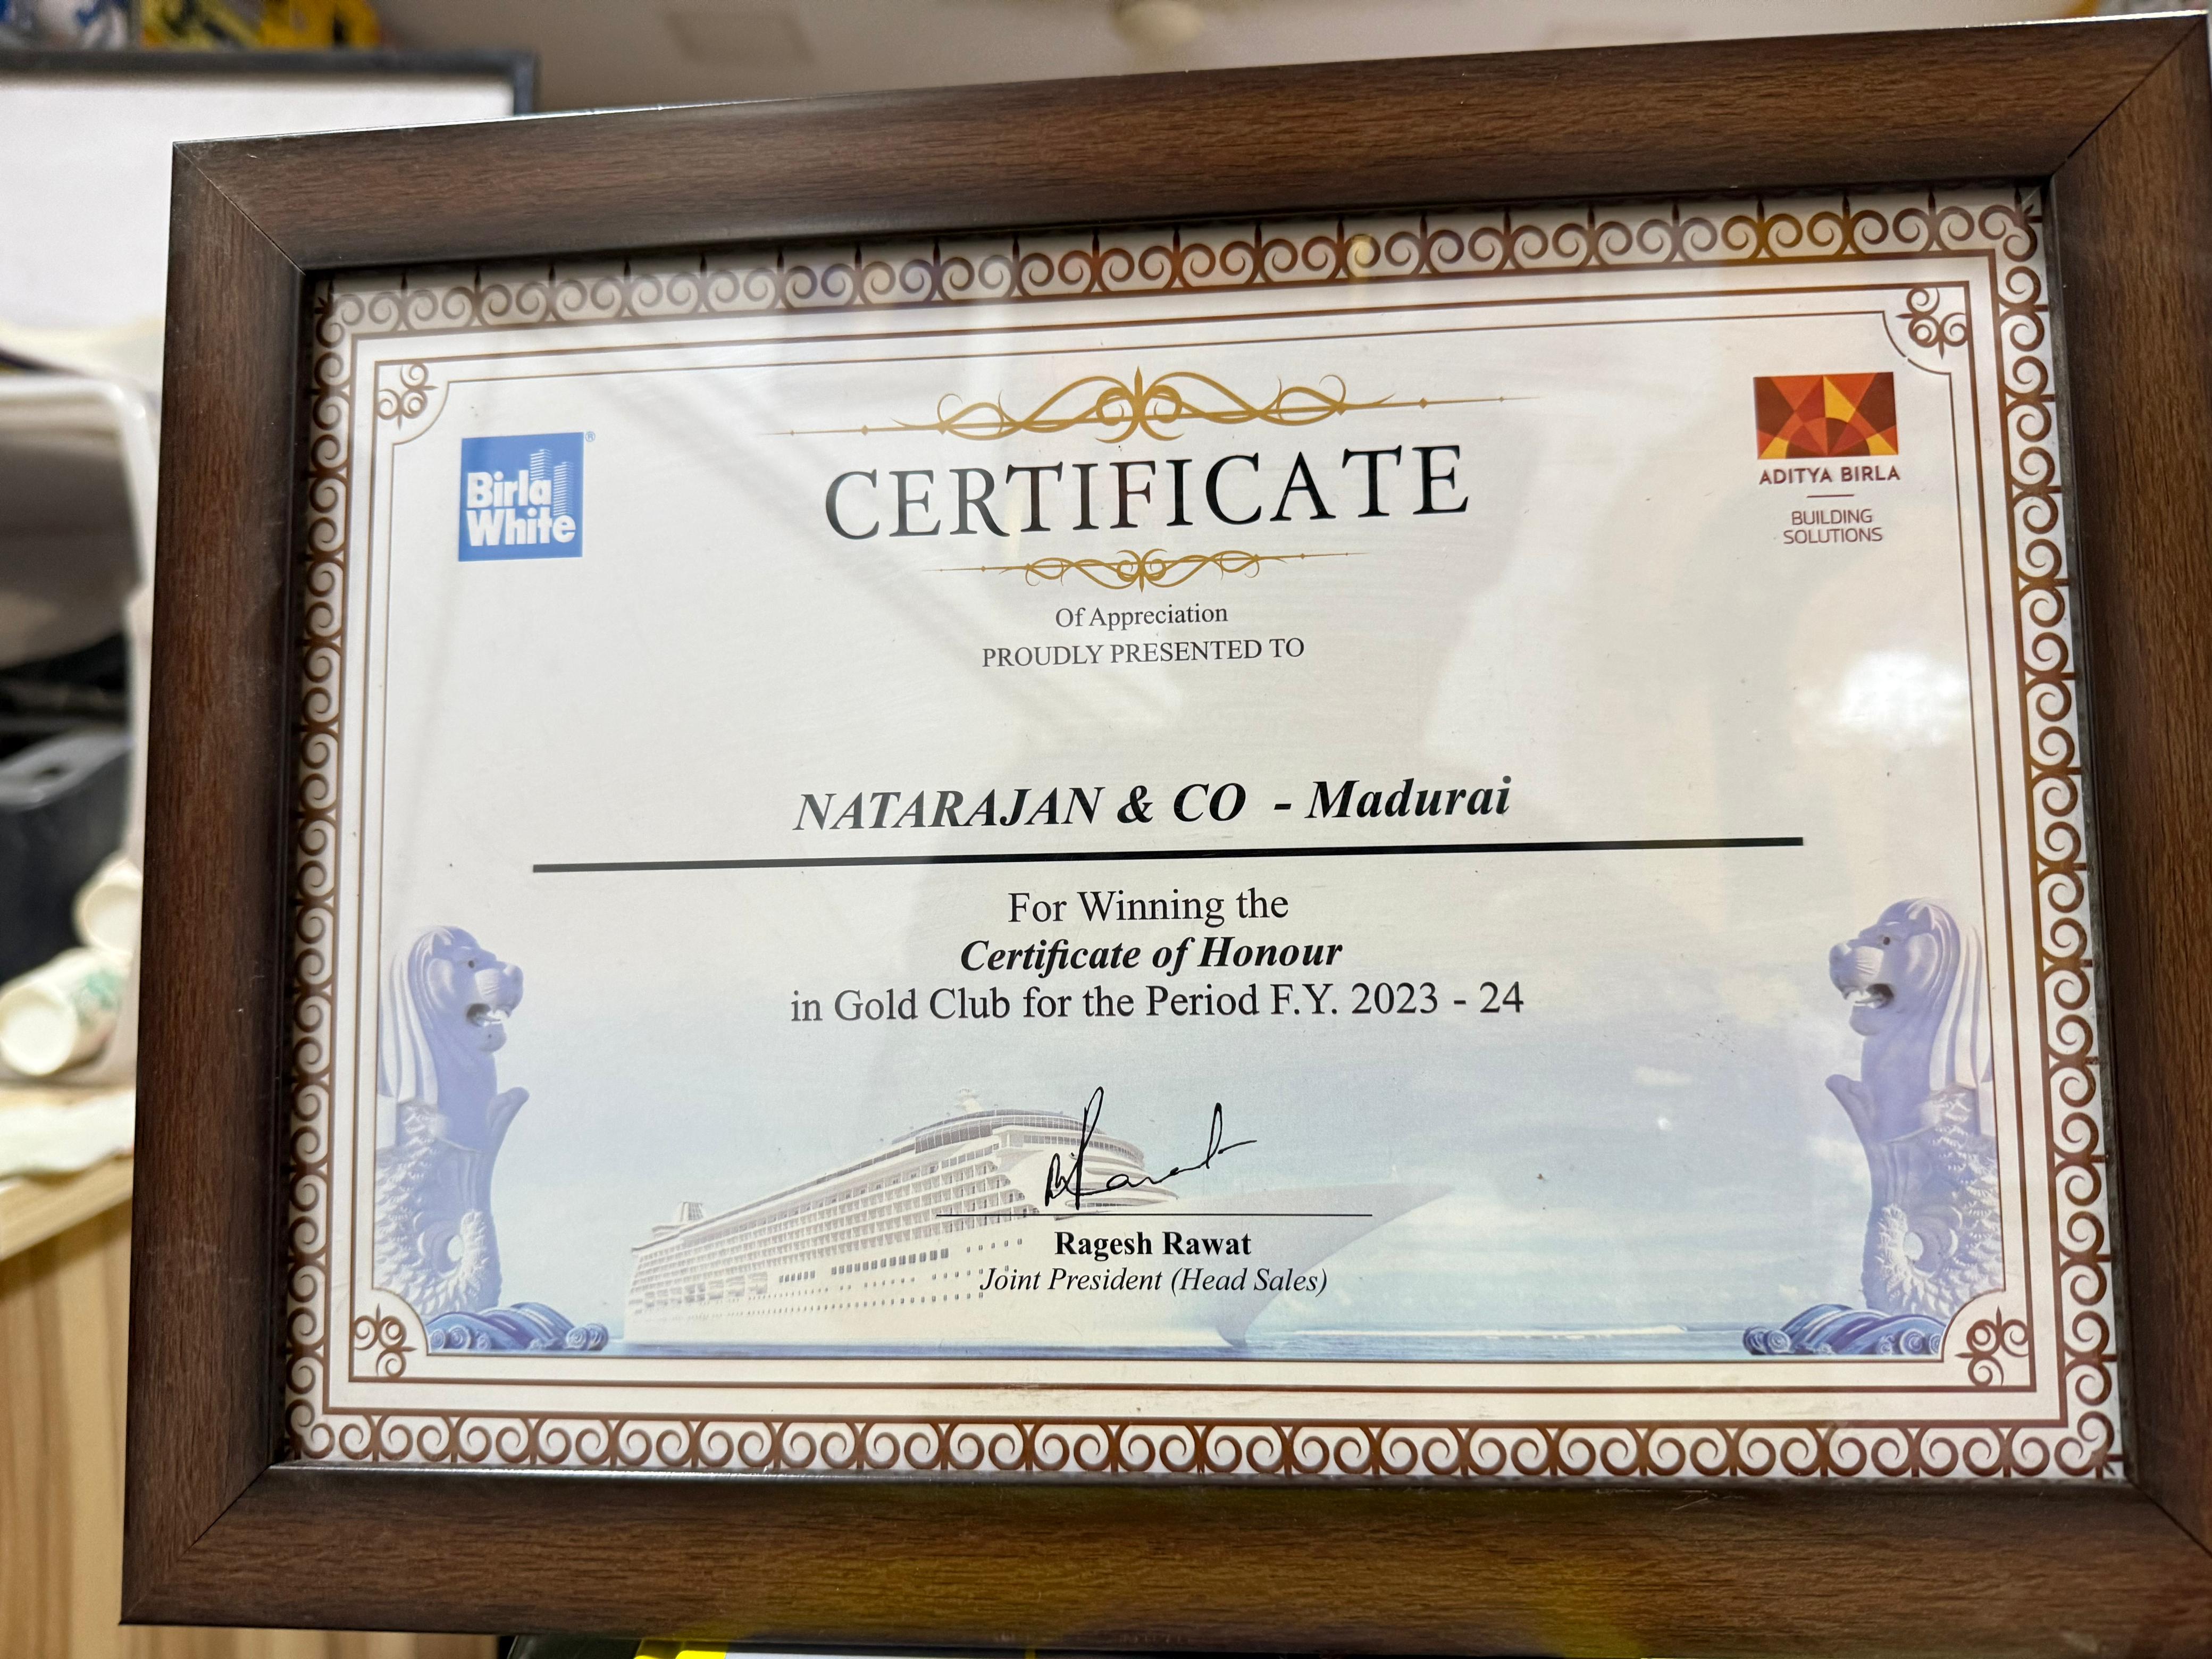 Birla
White
®
CERTIFICATE
ADITYA BIRLA
BUILDING
SOLUTIONS
Of Appreciation
PROUDLY PRESENTED TO
NATARAJAN & CO - Madurai
For Winning the
Certificate of Honour
in Gold Club for the Period F.Y. 2023 - 24
Ragesh Rawat
Joint President (Head Sales)